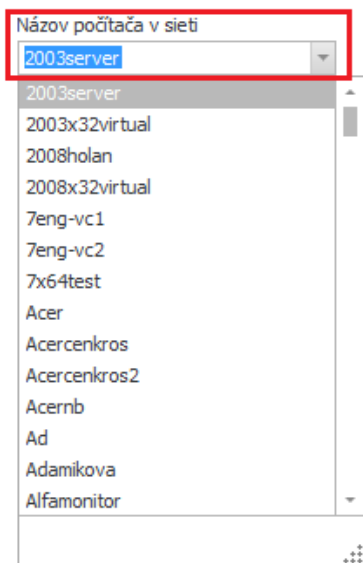 Názov počítača v sieti
2003server
2003server
2003x32virtual
2008holan
2008x32virtual
7eng-vc1
7eng-vc2
7x64test
Acer
Acercenkros
Acercenkros2
Acernb
Ad
Adamikova
Alfamonitor